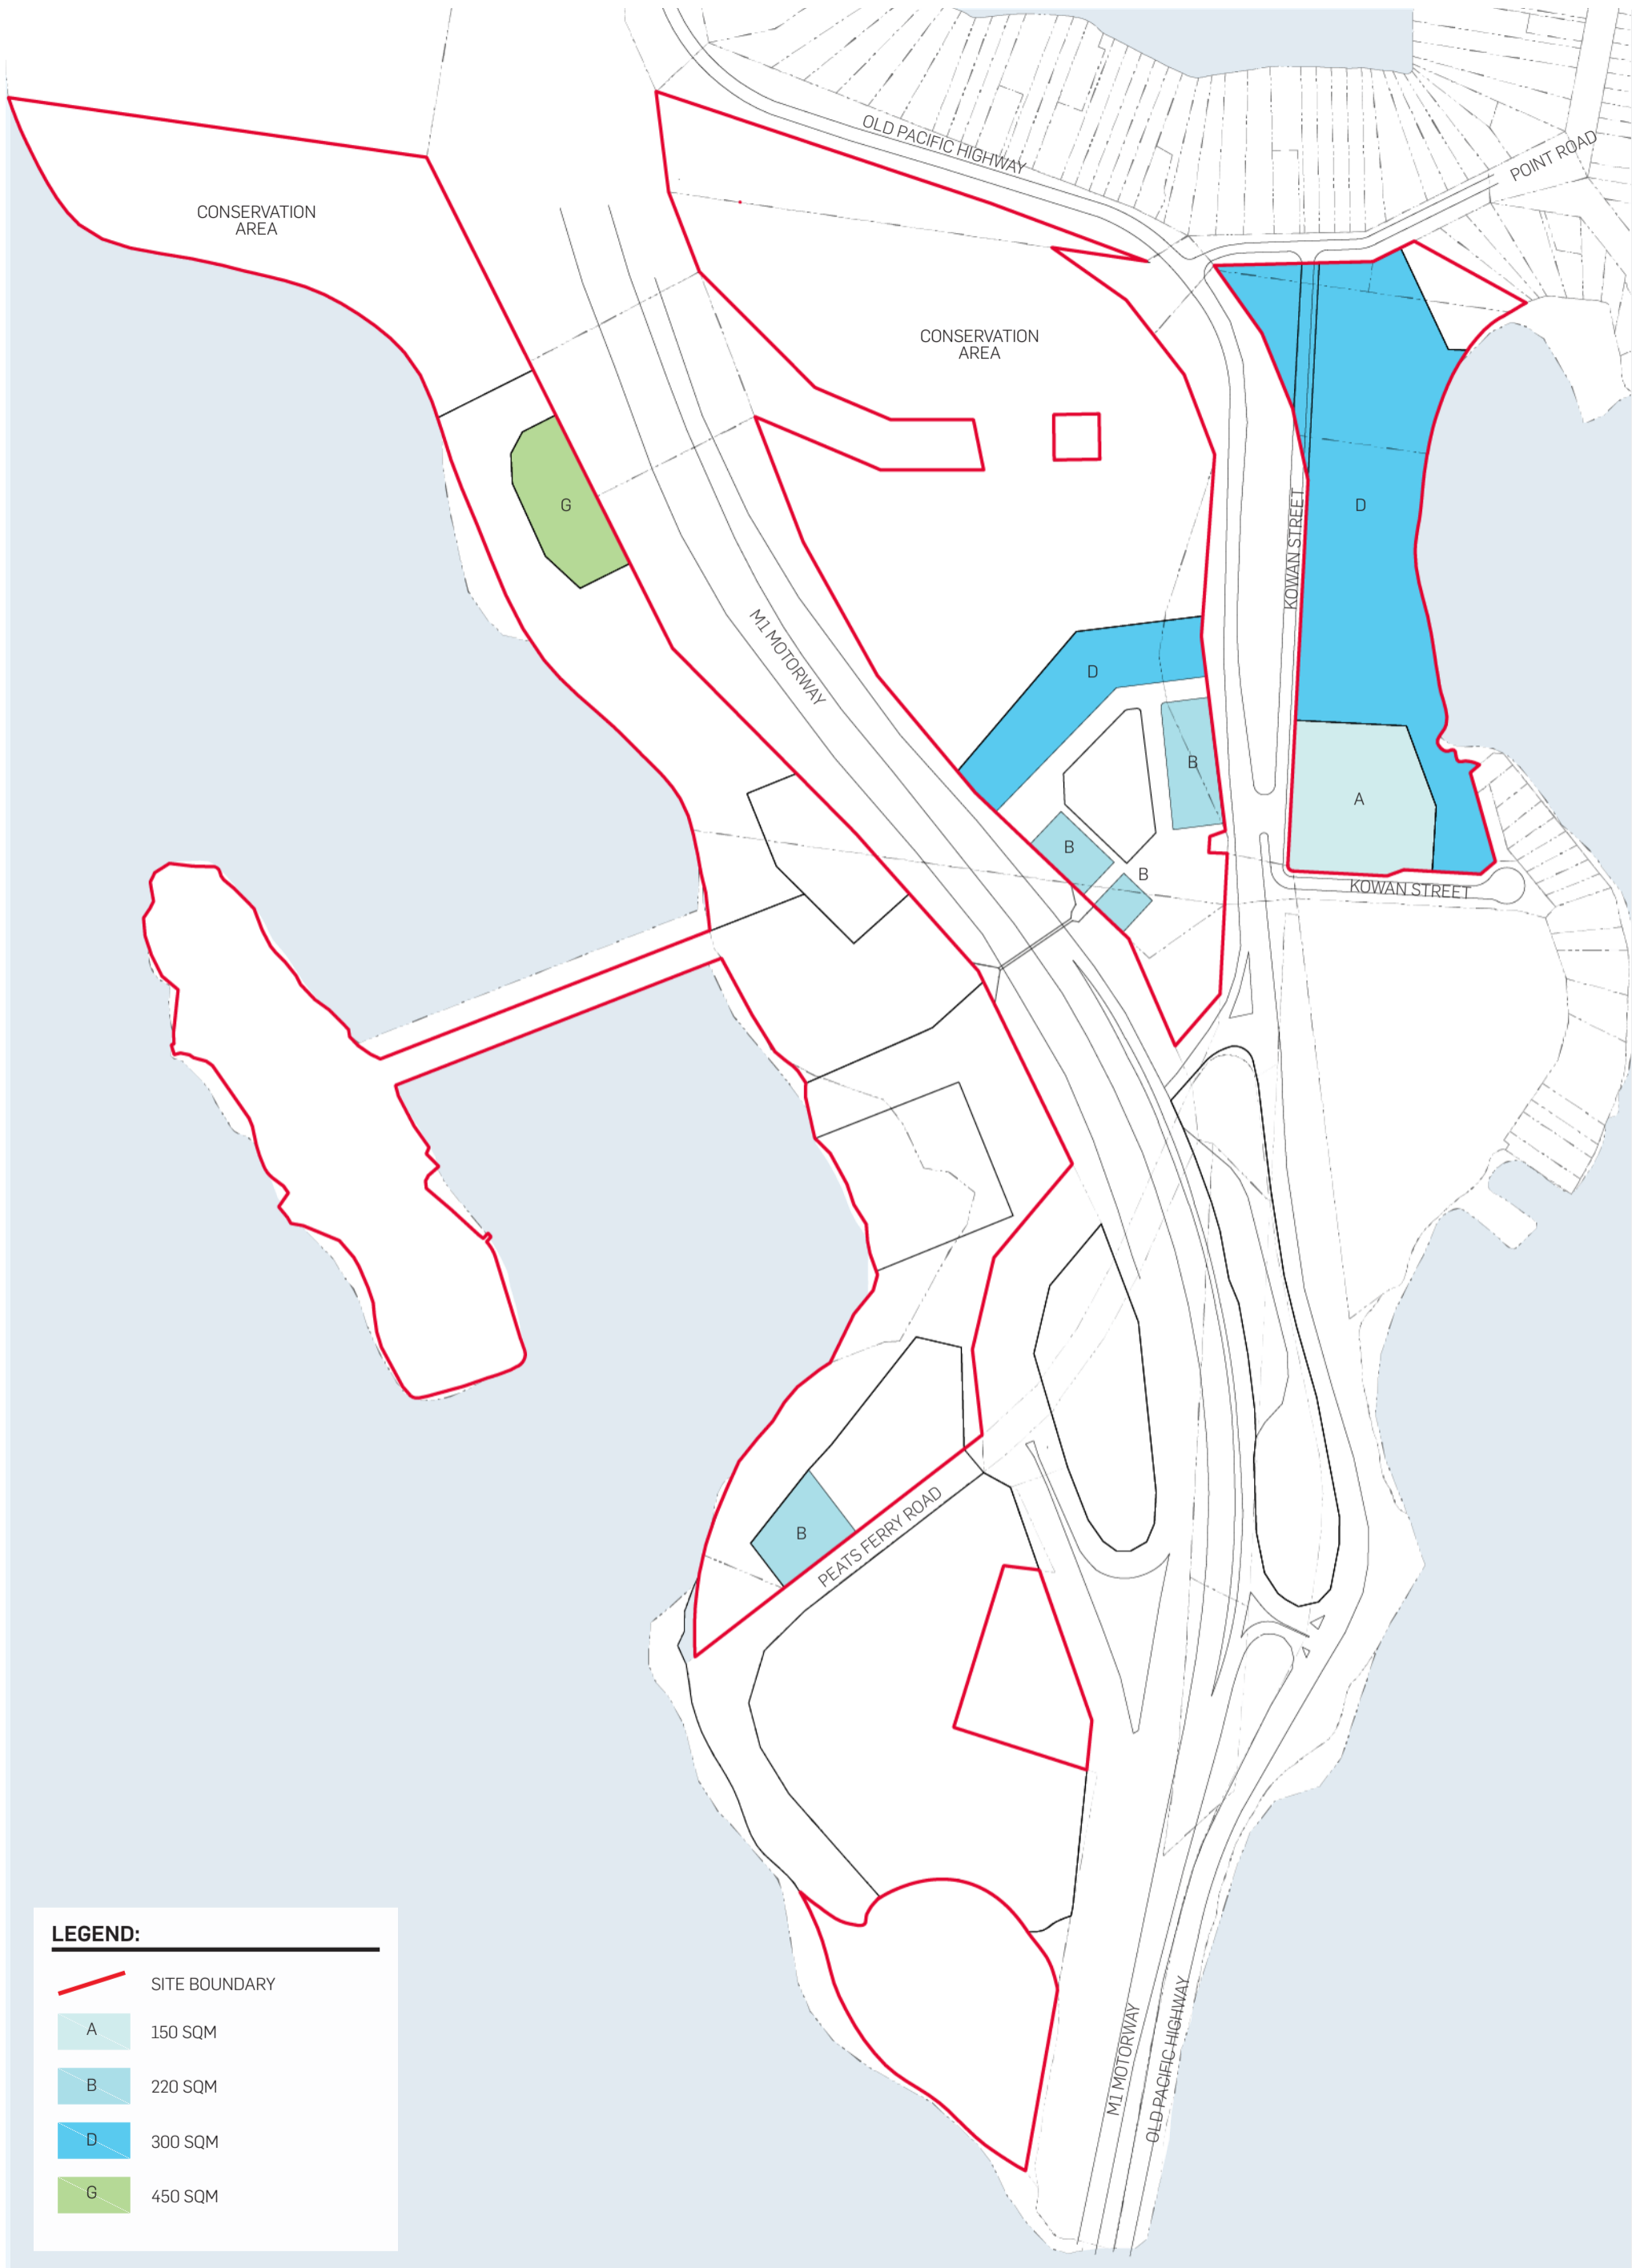 OLD PACIFIC HIGHWAY
POINT ROAD
CONSERVATION
AREA
CONSERVATION
AREA
G
D
KOWAN STREET
M1 MOTORWAY
D
B
A
B
B
KOWAN STREET
PEATS FERRY ROAD
B
M1 MOTORWAY
OLD PACIFIC HIGHWAY
LEGEND:
SITE BOUNDARY
A 150 SQM
B 220 SQM
D 300 SQM
G 450 SQM